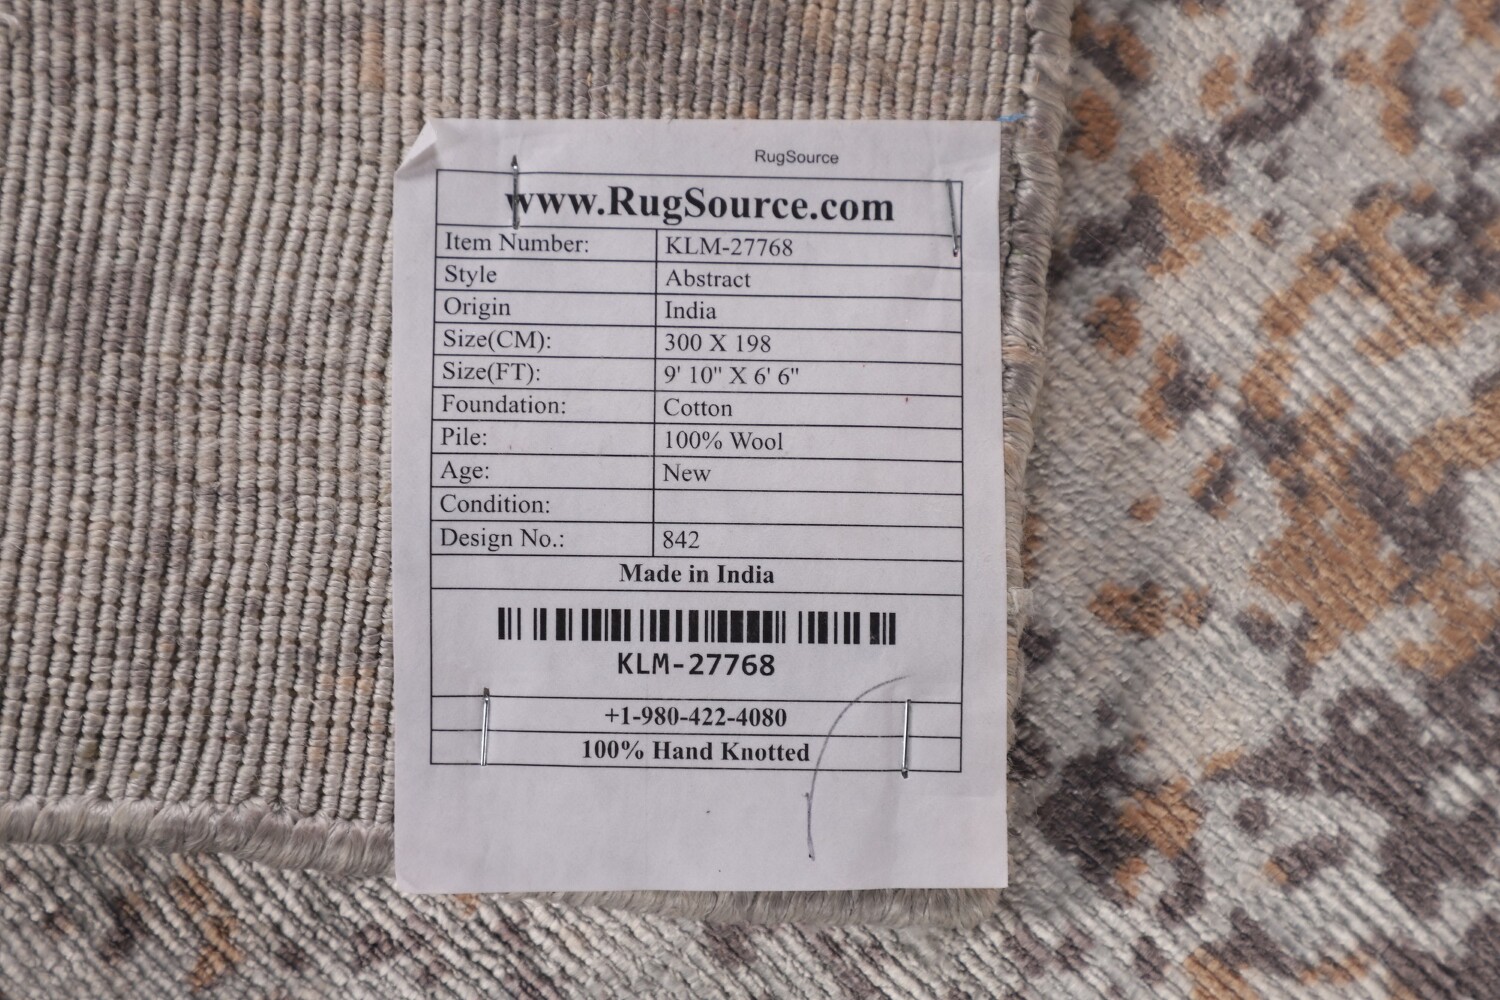 RugSource
www.RugSource.com
Item Number: KLM-27768
Style Abstract
Origin India
Size(CM): 300 X 198
Size(FT): 9' 10" X 6' 6"
Foundation: Cotton
Pile: 100% Wool
Age: New
Condition:
Design No.: 842
Made in India
KLM-27768
+1-980-422-4080
100% Hand Knotted